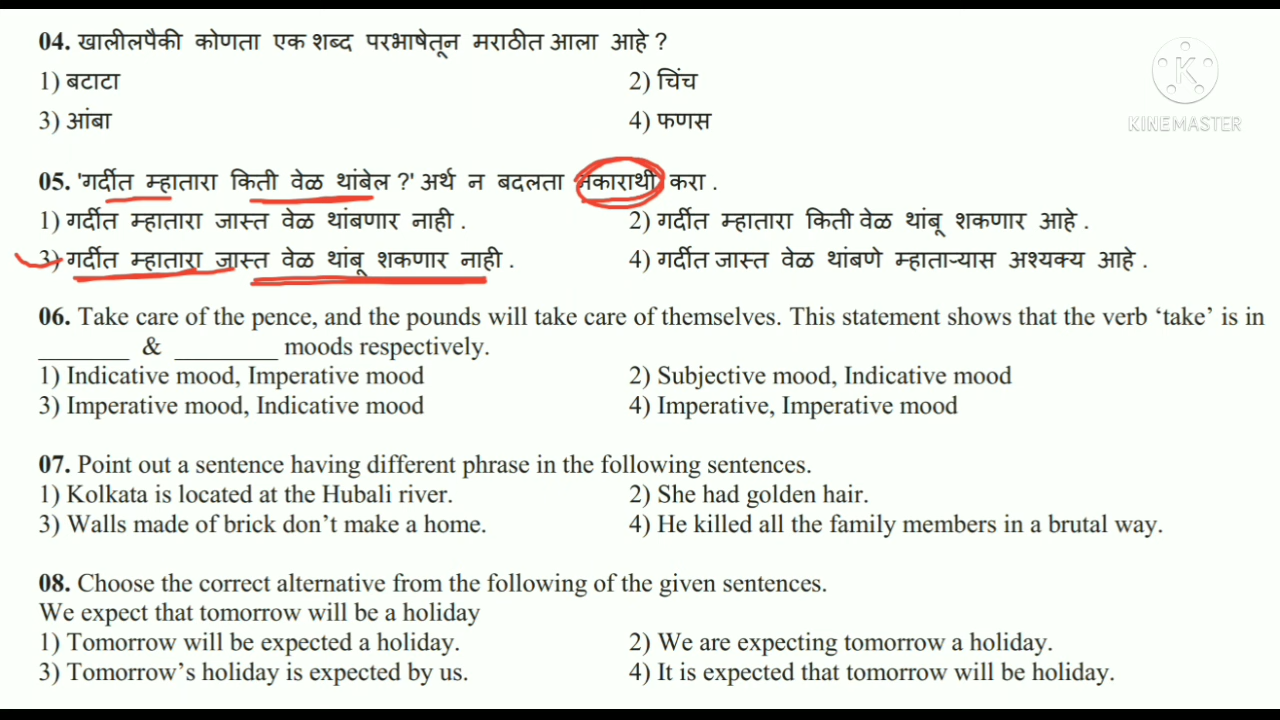 04. खालीलपैकी कोणता एक शब्द परभाषेतून मराठीत आला आहे ?
1) बटाटा 2) चिंच
3) आंबा 4) फणस
K
KINEMASTER
05. 'गर्दीत म्हातारा किती वेळ थांबेल ?' अर्थ न बदलता नकारार्थी करा .
1) गर्दीत म्हातारा जास्त वेळ थांबणार नाही . 2) गर्दीत म्हातारा किती वेळ थांबू शकणार आहे .
3) गर्दीत म्हातारा जास्त वेळ थांबू शकणार नाही . 4) गर्दीत जास्त वेळ थांबणे म्हाताऱ्यास अश्यक्य आहे .
06. Take care of the pence, and the pounds will take care of themselves. This statement shows that the verb ‘take’ is in
_______ & ________ moods respectively.
1) Indicative mood, Imperative mood 2) Subjective mood, Indicative mood
3) Imperative mood, Indicative mood 4) Imperative, Imperative mood
07. Point out a sentence having different phrase in the following sentences.
1) Kolkata is located at the Hubali river. 2) She had golden hair.
3) Walls made of brick don’t make a home. 4) He killed all the family members in a brutal way.
08. Choose the correct alternative from the following of the given sentences.
We expect that tomorrow will be a holiday
1) Tomorrow will be expected a holiday. 2) We are expecting tomorrow a holiday.
3) Tomorrow’s holiday is expected by us. 4) It is expected that tomorrow will be holiday.